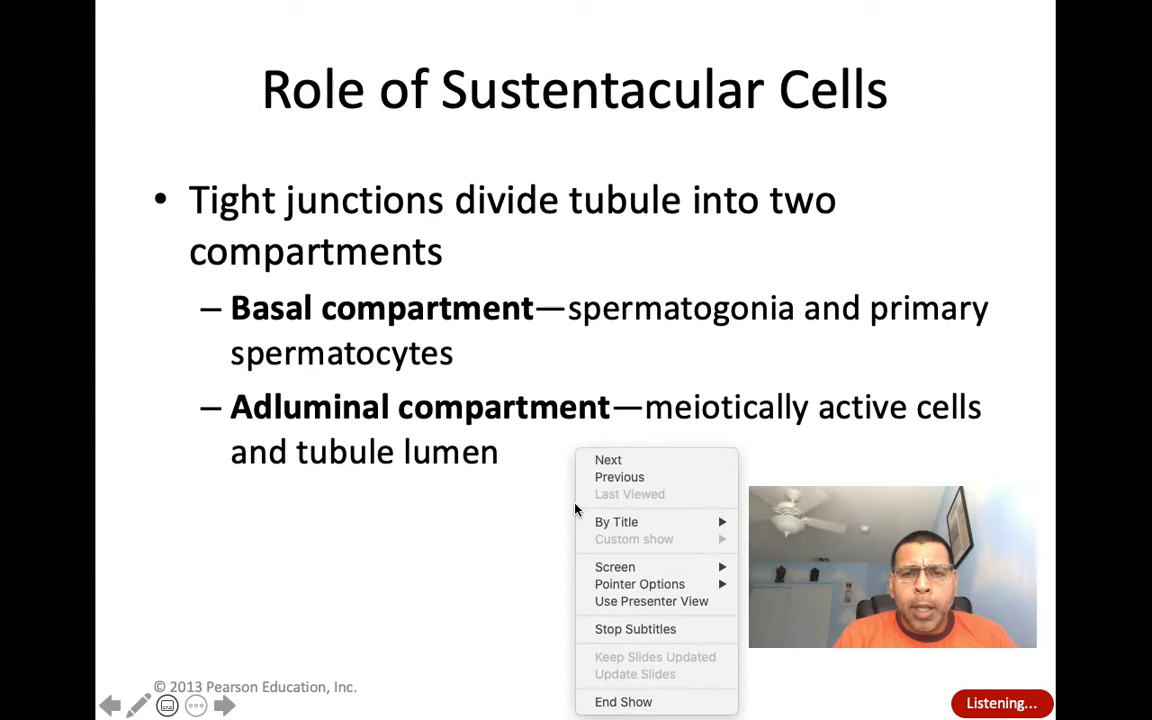 Role of Sustentacular Cells
• Tight junctions divide tubule into two
compartments
– Basal compartment—spermatogonia and primary
spermatocytes
– Adluminal compartment—meiotically active cells
and tubule lumen
Next
Previous
Last Viewed
By Title
Custom show
Screen
Pointer Options
Use Presenter View
Stop Subtitles
Keep Slides Updated
Update Slides
End Show
© 2013 Pearson Education, Inc.
Listening...